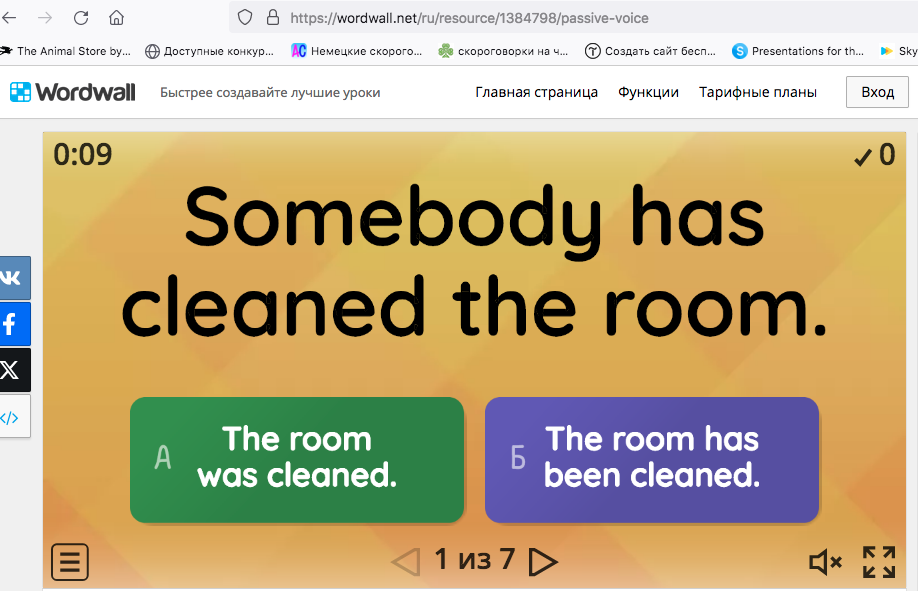 https://wordwall.net/ru/resource/1384798/passive-voice
The Animal Store by...
Доступные конкур...
AC Немецкие скорого...
скороговорки на ч...
Создать сайт бесп...
S Presentations for th...
Sky
Wordwall
Быстрее создавайте лучшие уроки
Главная страница
Функции
Тарифные планы
Вход
0:09
0
Somebody has
cleaned the room.
А
The room
was cleaned.
Б
The room has
been cleaned.
1 из 7